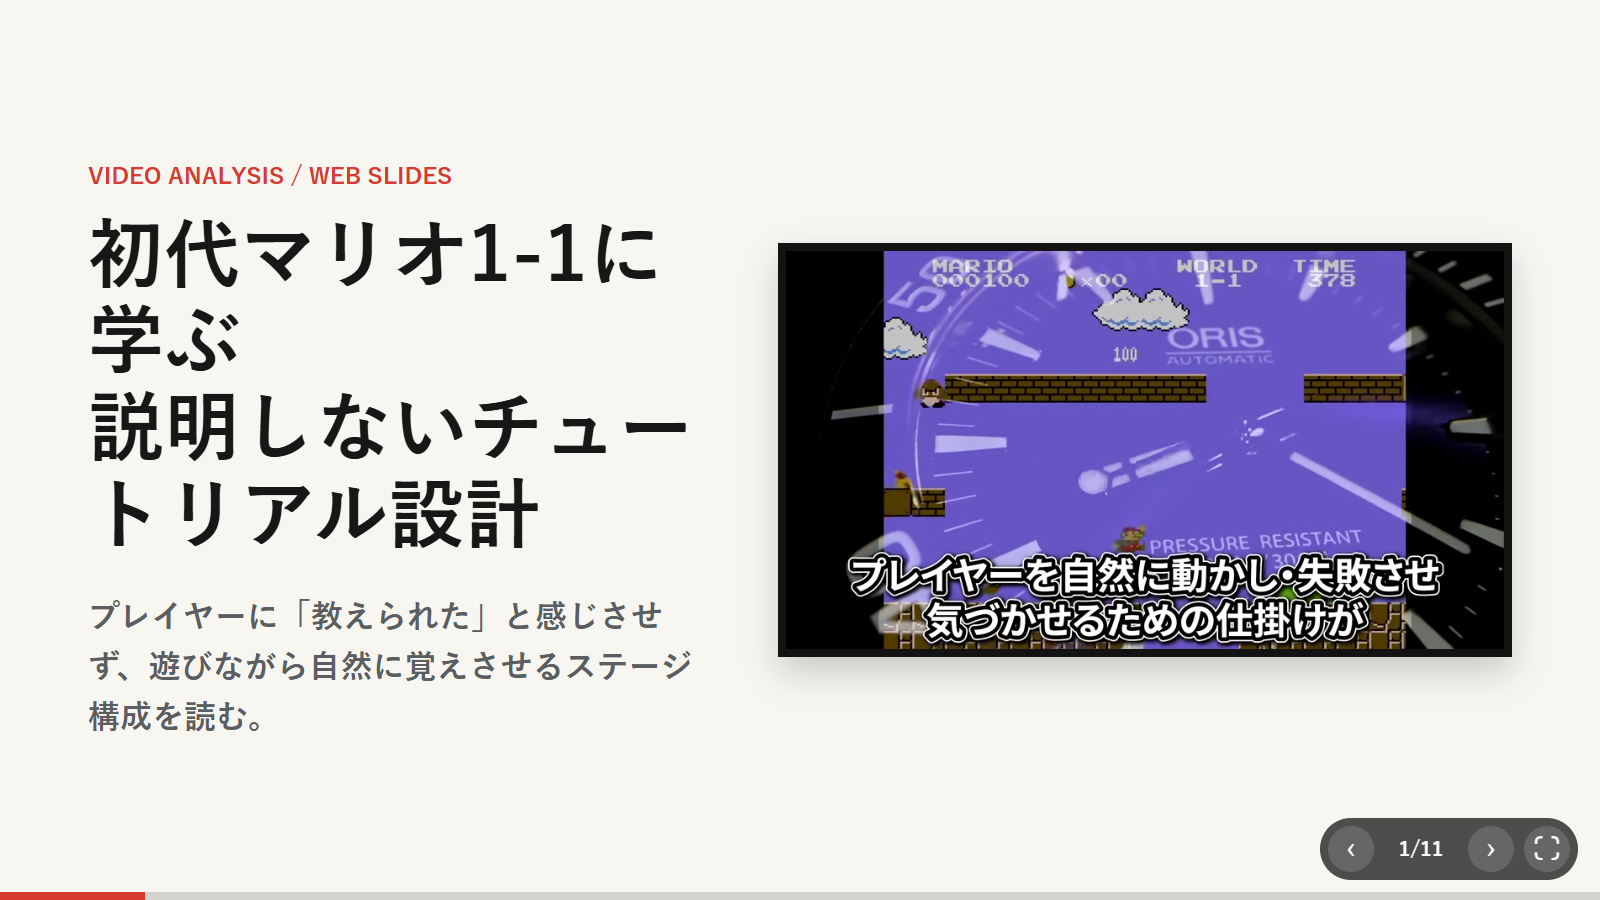 VIDEO ANALYSIS / WEB SLIDES
初代マリオ1-1に
学ぶ
説明しないチュー
トリアル設計
プレイヤーに「教えられた」と感じさせ
ず、遊びながら自然に覚えさせるステージ
構成を読む。
MARIO
000100
×00
WORLD
1-1
TIME
378
100
ORIS
AUTOMATIC
PRESSURE RESISTANT
プレイヤーを自然に動かし・失敗させ
気づかせるための仕掛けが
‹ 1/11 ›